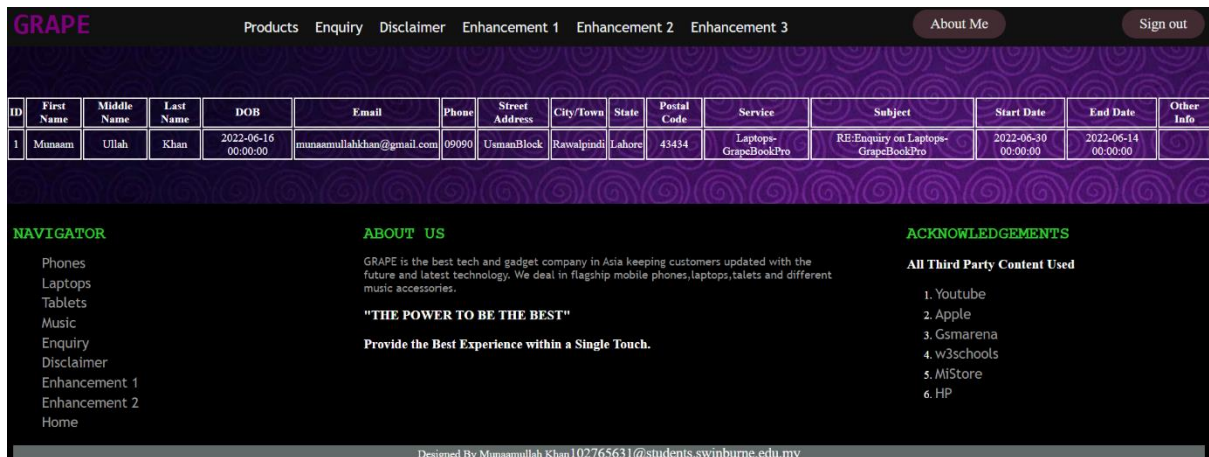 GRAPE Products Enquiry Disclaimer Enhancement 1 Enhancement 2 Enhancement 3 About Me Sign out
ID First Name Middle Name Last Name DOB Email Phone Street Address City/Town State Postal Code Service Subject Start Date End Date Other Info
1 Munaam Ullah Khan 2022-06-16 00:00:00 munaamullahkhan@gmail.com 09090 UsmanBlock Rawalpindi Lahore 43434 Laptops-GrapeBookPro RE:Enquiry on Laptops-GrapeBookPro 2022-06-30 00:00:00 2022-06-14 00:00:00
NAVIGATOR
Phones
Laptops
Tablets
Music
Enquiry
Disclaimer
Enhancement 1
Enhancement 2
Home
ABOUT US
GRAPE is the best tech and gadget company in Asia keeping customers updated with the
future and latest technology. We deal in flagship mobile phones,laptops,talets and different
music accessories.
"THE POWER TO BE THE BEST"
Provide the Best Experience within a Single Touch.
ACKNOWLEDGEMENTS
All Third Party Content Used
1. Youtube
2. Apple
3. Gsmarena
4. w3schools
5. MiStore
6. HP
Designed By Munaamullah Khan102765631@students.swinburne.edu.my